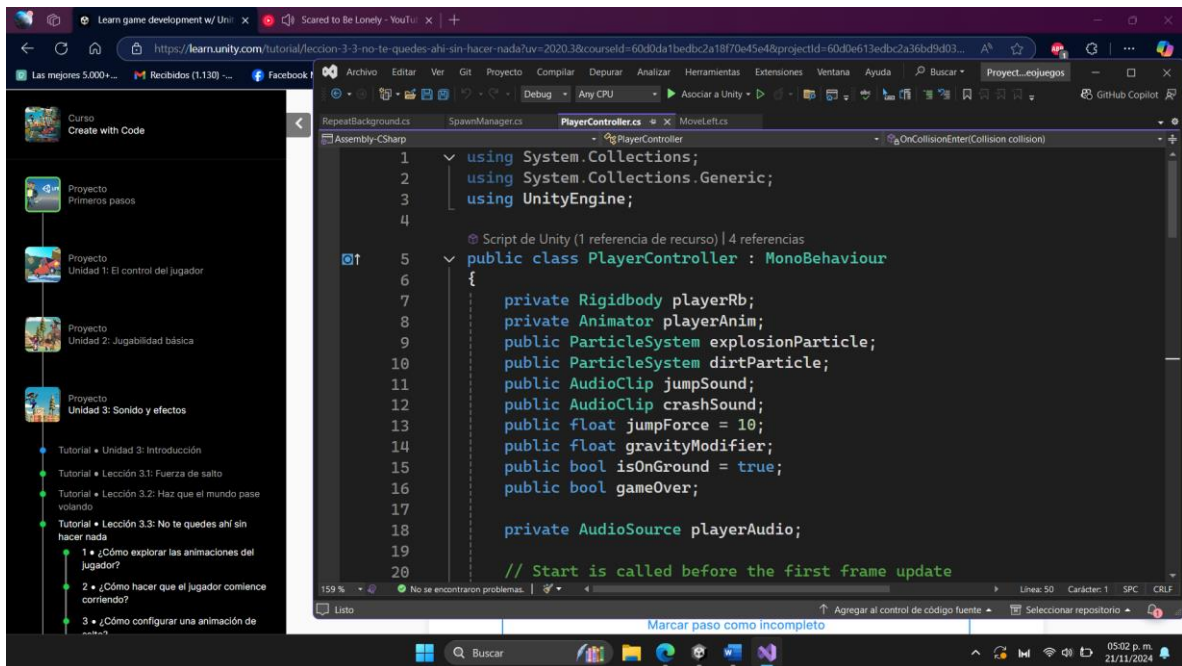 Learn game development w/ Unit
Scared to Be Lonely - YouTu
https://learn.unity.com/tutorial/leccion-3-3-no-te-quedes-ahi-sin-hacer-nada?uv=2020.3&courseId=60d0da1bedbc2a18f70e45e4&projectId=60d0e613edbc2a36bd9d03...
Las mejores 5.000+...
Recibidos (1.130) -...
Facebook
Archivo Editar Ver Git Proyecto Compilar Depurar Analizar Herramientas Extensiones Ventana Ayuda
Buscar
Proyect...eojuegos
Debug
Any CPU
Asociar a Unity
GitHub Copilot
RepeatBackground.cs SpawnManager.cs PlayerController.cs MoveLeft.cs
Assembly-CSharp PlayerController OnCollisionEnter(Collision collision)
Curso
Create with Code
Proyecto
Primeros pasos
Proyecto
Unidad 1: El control del jugador
Proyecto
Unidad 2: Jugabilidad básica
Proyecto
Unidad 3: Sonido y efectos
Tutorial • Unidad 3: Introducción
Tutorial • Lección 3.1: Fuerza de salto
Tutorial • Lección 3.2: Haz que el mundo pase
volando
Tutorial • Lección 3.3: No te quedes ahí sin
hacer nada
1 • ¿Cómo explorar las animaciones del
jugador?
2 • ¿Cómo hacer que el jugador comience
corriendo?
3 • ¿Cómo configurar una animación de
1 using System.Collections;
2 using System.Collections.Generic;
3 using UnityEngine;
4
Script de Unity (1 referencia de recurso) | 4 referencias
5 public class PlayerController : MonoBehaviour
6 {
7 private Rigidbody playerRb;
8 private Animator playerAnim;
9 public ParticleSystem explosionParticle;
10 public ParticleSystem dirtParticle;
11 public AudioClip jumpSound;
12 public AudioClip crashSound;
13 public float jumpForce = 10;
14 public float gravityModifier;
15 public bool isOnGround = true;
16 public bool gameOver;
17
18 private AudioSource playerAudio;
19
20 // Start is called before the first frame update
159 % No se encontraron problemas. Línea: 50 Carácter: 1 SPC CRLF
Listo Agregar al control de código fuente Seleccionar repositorio
Marcar paso como incompleto
Buscar
05:02 p. m.
21/11/2024